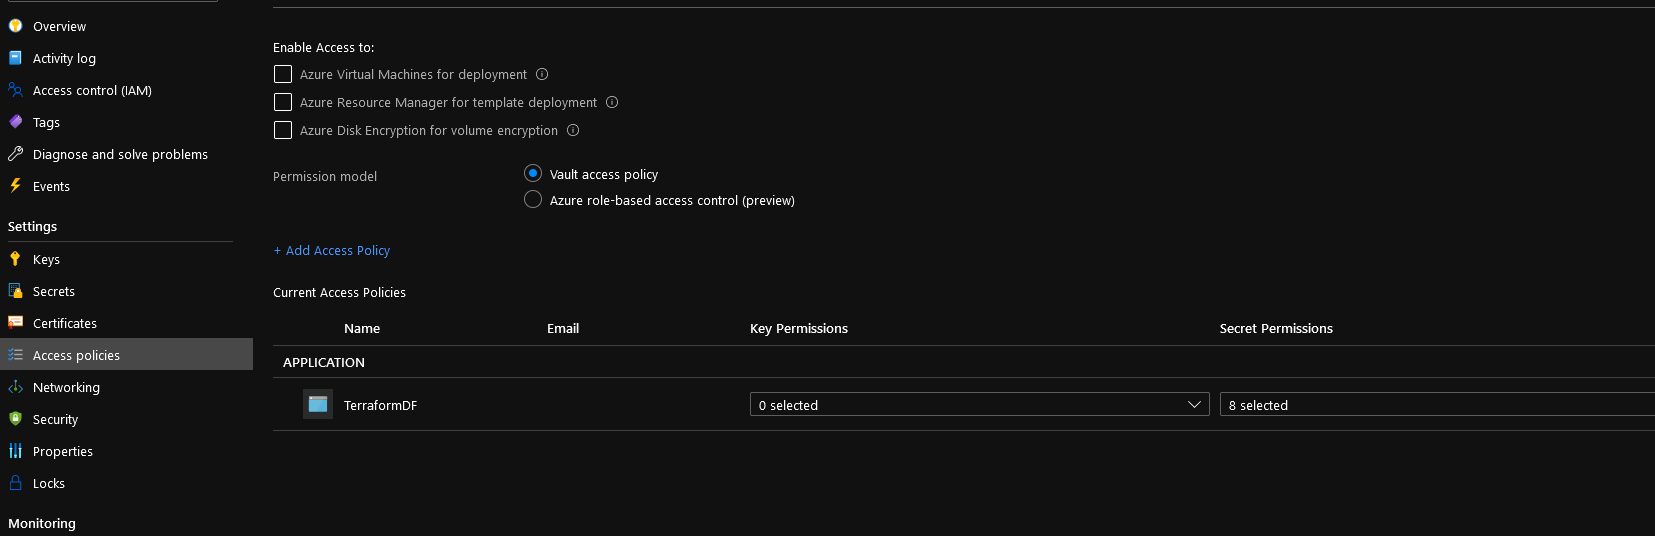 Overview
Activity log
Access control (IAM)
Tags
Diagnose and solve problems
Events
Settings
Keys
Secrets
Certificates
Access policies
Networking
Security
Properties
Locks
Monitoring
Enable Access to:
Azure Virtual Machines for deployment
Azure Resource Manager for template deployment
Azure Disk Encryption for volume encryption
Permission model
Vault access policy
Azure role-based access control (preview)
+ Add Access Policy
Current Access Policies
Name Email Key Permissions Secret Permissions
APPLICATION
TerraformDF 0 selected 8 selected